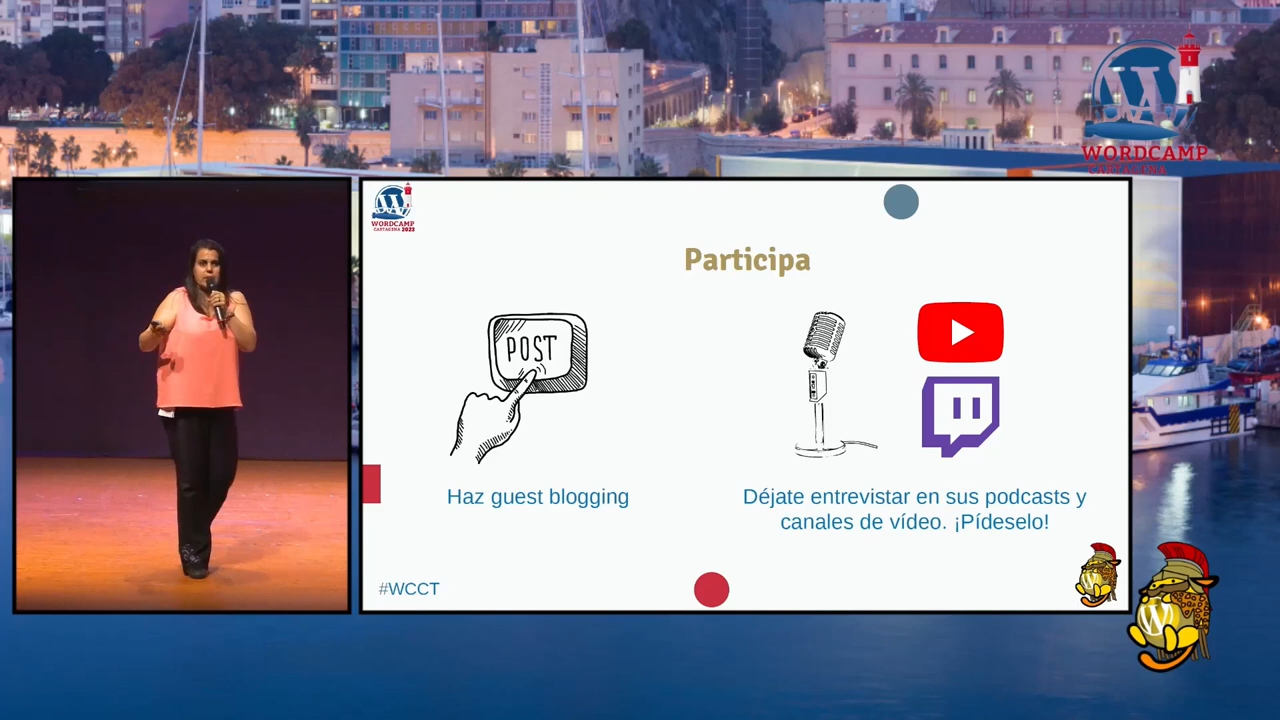 WORDCAMP
CARTAGENA
WORDCAMP
CARTAGENA 2023
Participa
POST
Haz guest blogging
Déjate entrevistar en sus podcasts y
canales de vídeo. ¡Pídeselo!
#WCCT